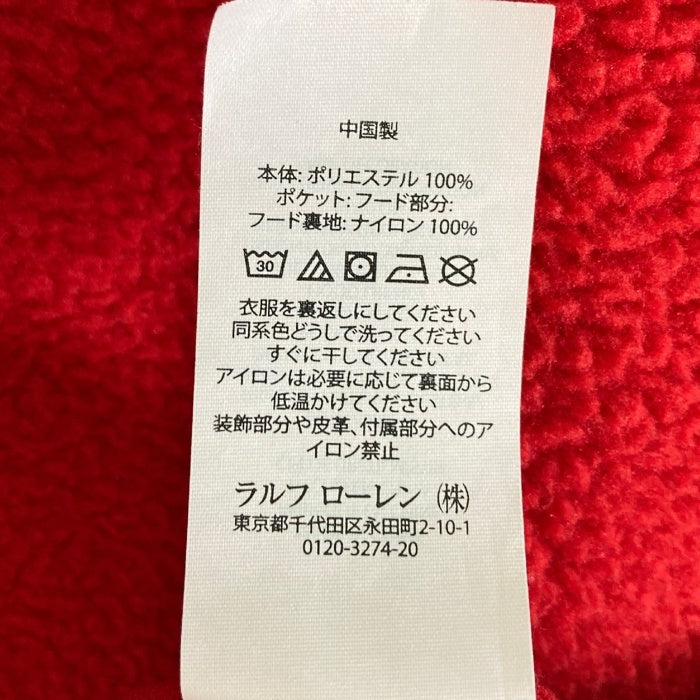 中国製
本体: ポリエステル 100%
ポケット: フード部分:
フード裏地: ナイロン 100%
30
衣服を裏返しにしてください
同系色どうしで洗ってください
すぐに干してください
アイロンは必要に応じて裏面から
低温かけてください
装飾部分や皮革、付属部分へのア
イロン禁止
ラルフ ローレン (株)
東京都千代田区永田町2-10-1
0120-3274-20